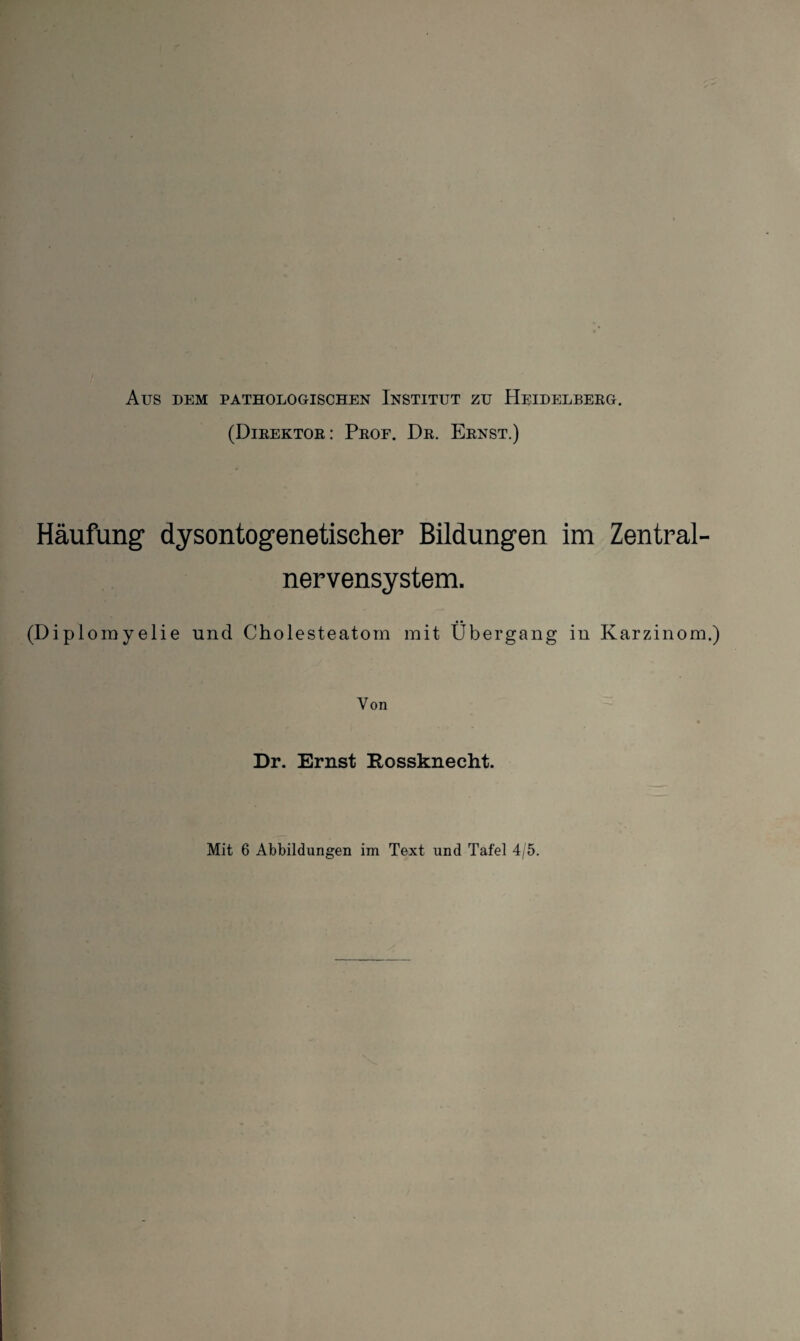 Aus dem pathologischen Institut zu Heidelberg.
(Direktor: Prof. Dr. Ernst.)
Häufung dysontogenetischer Bildungen im Zentral-
nervensystem.
(Diplomyelie und Cholesteatom mit Übergang in Karzinom.)
Von
Dr. Ernst Rossknecht.
Mit 6 Abbildungen im Text und Tafel 4/5.